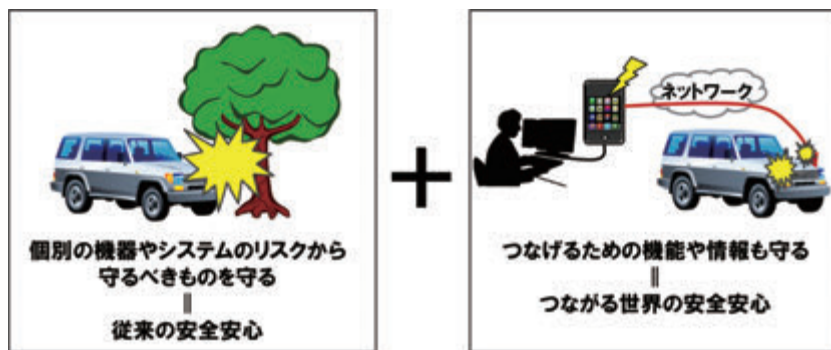 個別の機器やシステムのリスクから
守るべきものを守る
||
従来の安全安心
+
ネットワーク
つなげるための機能や情報も守る
||
つながる世界の安全安心